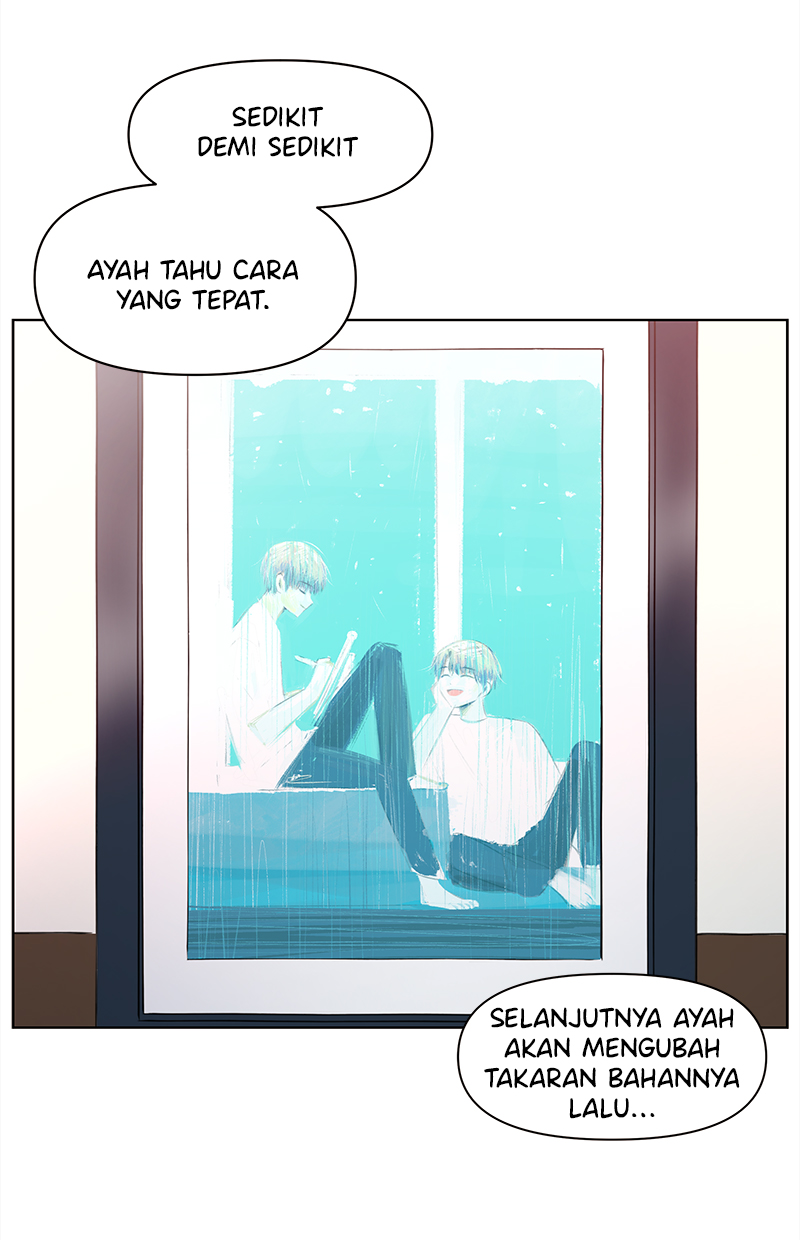 SEDIKIT
DEMI SEDIKIT
AYAH TAHU CARA
YANG TEPAT.
SELANJUTNYA AYAH
AKAN MENGUBAH
TAKARAN BAHANNYA
LALU...